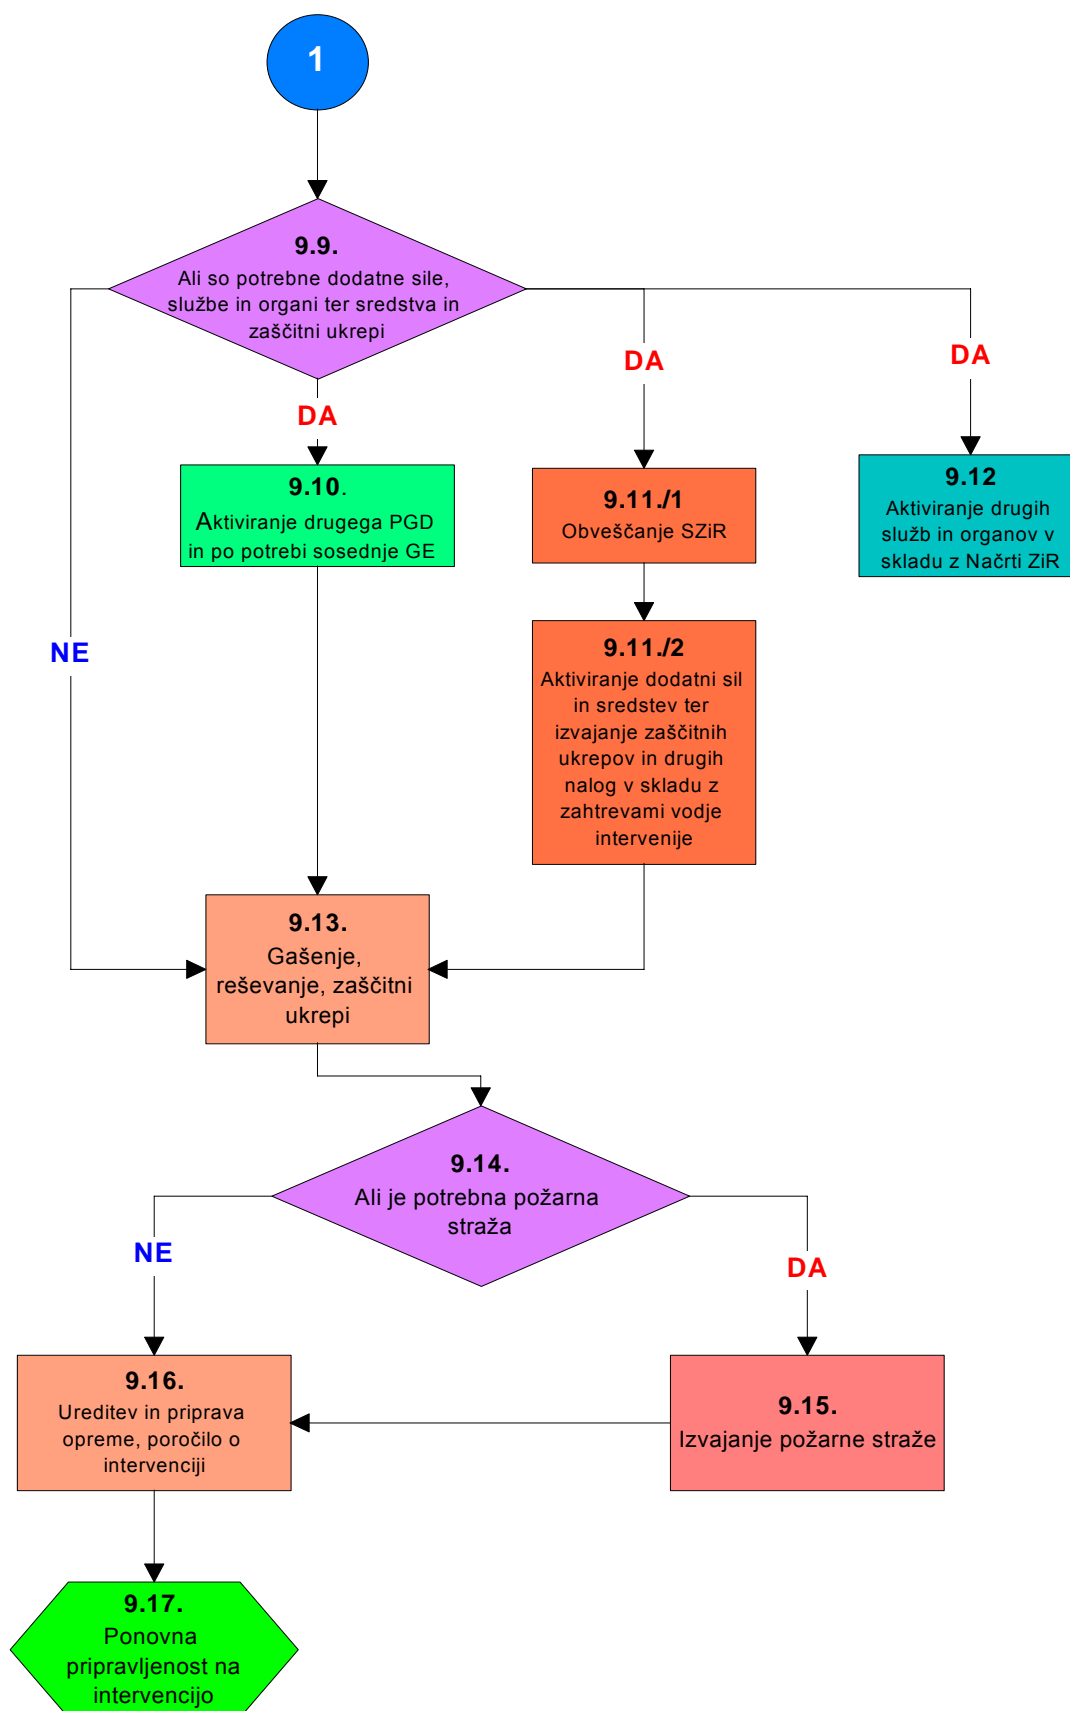 1
9.9.
Ali so potrebne dodatne sile,
službe in organi ter sredstva in
zaščitni ukrepi
DA
DA
DA
9.10.
Aktiviranje drugega PGD
in po potrebi sosednje GE
9.11./1
Obveščanje SZiR
9.12
Aktiviranje drugih
služb in organov v
skladu z Načrti ZiR
NE
9.11./2
Aktiviranje dodatni sil
in sredstev ter
izvajanje zaščitnih
ukrepov in drugih
nalog v skladu z
zahtrevami vodje
intervenije
9.13.
Gašenje,
reševanje, zaščitni
ukrepi
9.14.
Ali je potrebna požarna
straža
NE
DA
9.16.
Ureditev in priprava
opreme, poročilo o
intervenciji
9.15.
Izvajanje požarne straže
9.17.
Ponovna
pripravljenost na
intervencijo